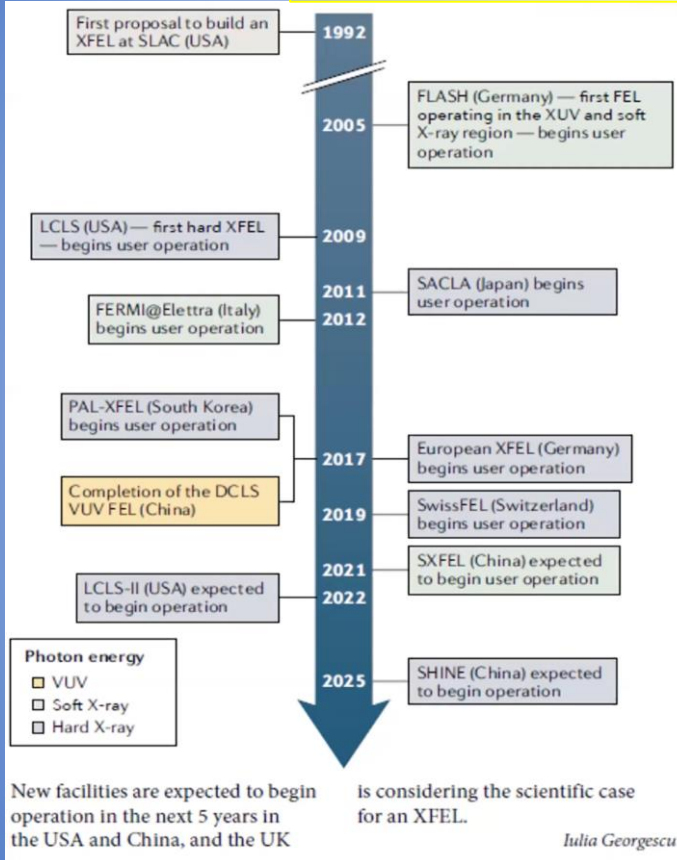 First proposal to build an
XFEL at SLAC (USA)
1992
FLASH (Germany) — first FEL
operating in the XUV and soft
X-ray region — begins user
operation
2005
LCLS (USA) — first hard XFEL
— begins user operation
2009
SACLA (Japan) begins
user operation
2011
FERMI@Elettra (Italy)
begins user operation
2012
PAL-XFEL (South Korea)
begins user operation
2017
European XFEL (Germany)
begins user operation
Completion of the DCLS
VUV FEL (China)
SwissFEL (Switzerland)
begins user operation
2019
SXFEL (China) expected
to begin user operation
2021
LCLS-II (USA) expected
to begin operation
2022
SHINE (China) expected
to begin operation
2025
Photon energy
VUV
Soft X-ray
Hard X-ray
New facilities are expected to begin
operation in the next 5 years in
the USA and China, and the UK
is considering the scientific case
for an XFEL.
Iulia Georgescu